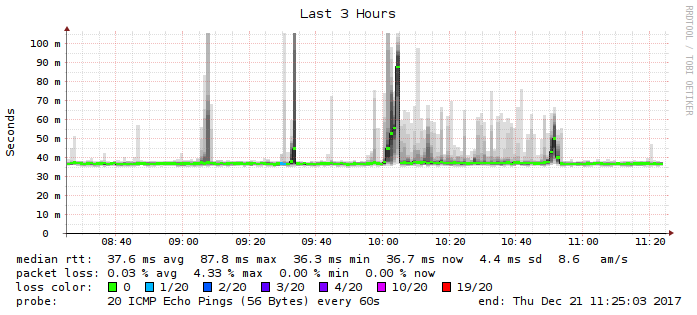 Last 3 Hours
RRDTOOL / TOBI OETIKER
Seconds
100 m
90 m
80 m
70 m
60 m
50 m
40 m
30 m
20 m
10 m
0
08:40 09:00 09:20 09:40 10:00 10:20 10:40 11:00 11:20
median rtt: 37.6 ms avg 87.8 ms max 36.3 ms min 36.7 ms now 4.4 ms sd 8.6 am/s
packet loss: 0.03 % avg 4.33 % max 0.00 % min 0.00 % now
loss color: 0 1/20 2/20 3/20 4/20 10/20 19/20
probe: 20 ICMP Echo Pings (56 Bytes) every 60s end: Thu Dec 21 11:25:03 2017